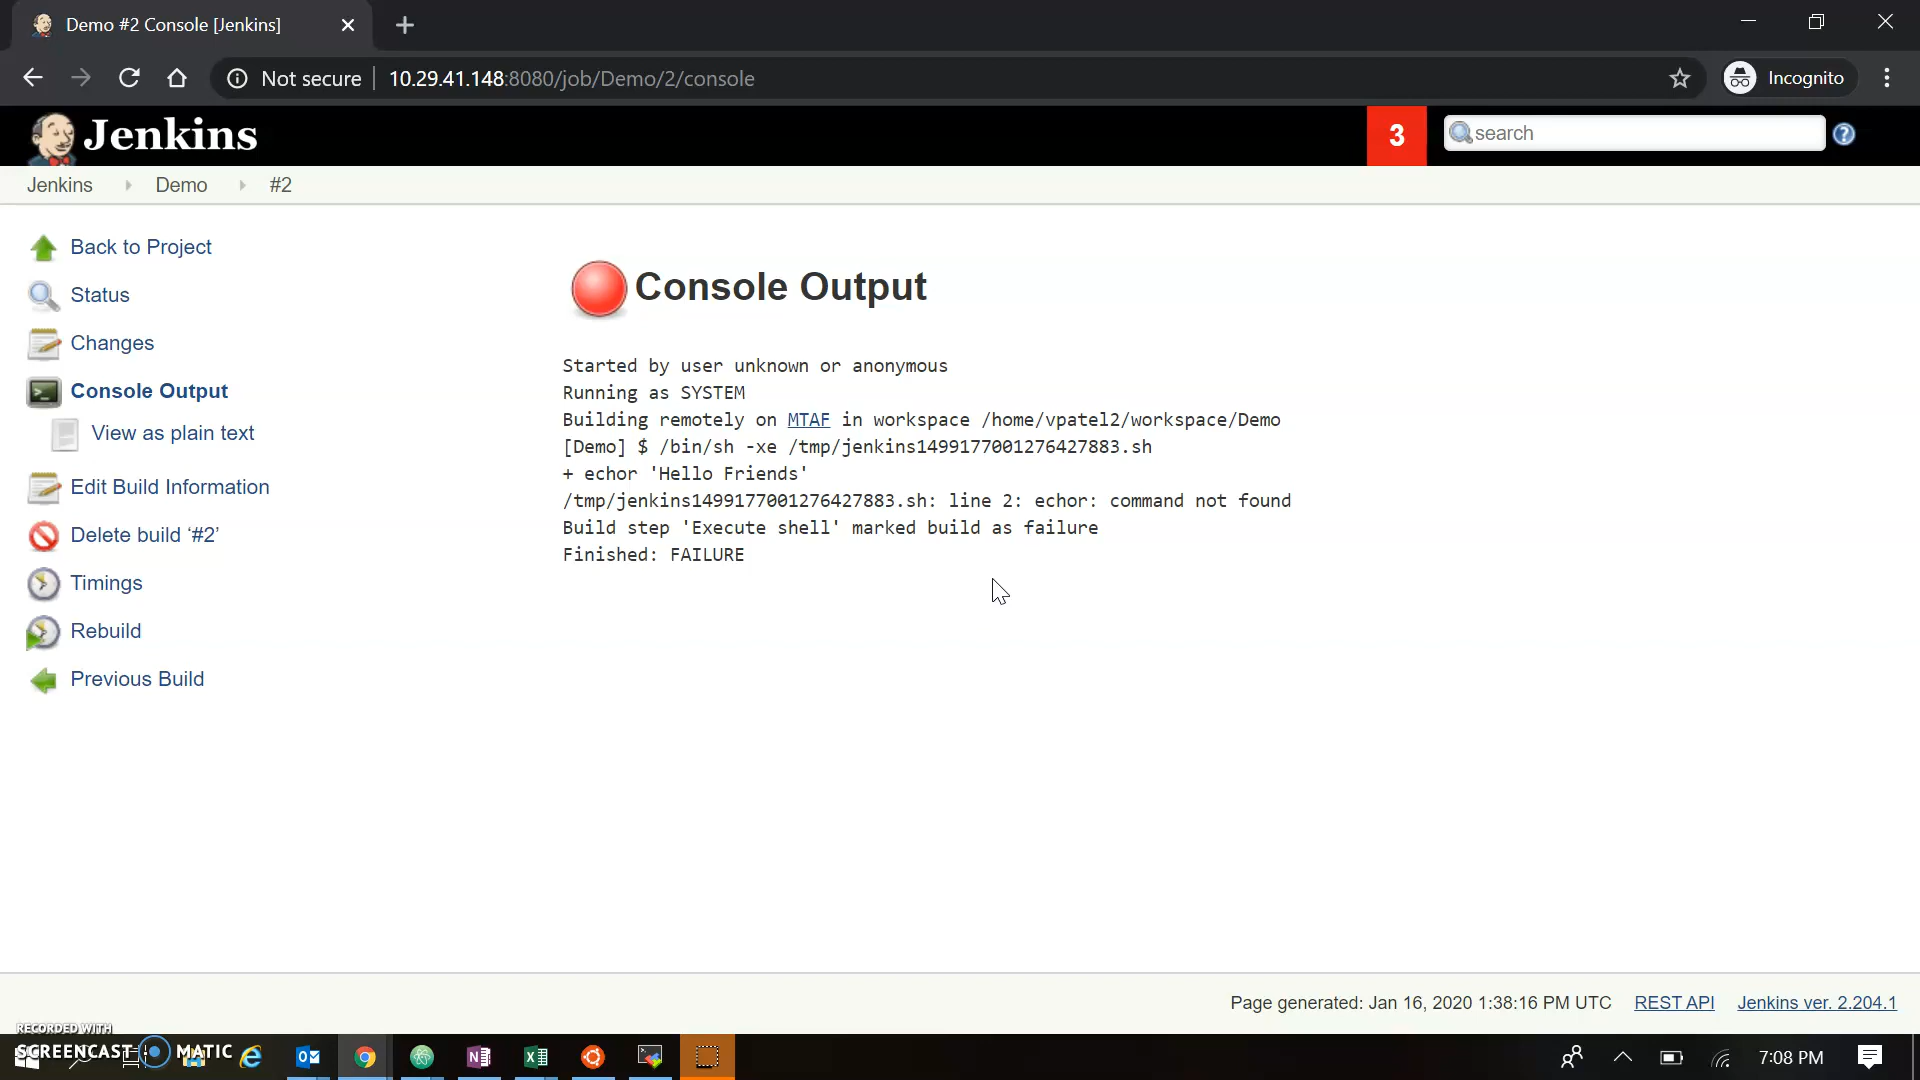 Demo #2 Console [Jenkins]
Not secure 10.29.41.148:8080/job/Demo/2/console
Incognito
Jenkins
3
search
?
Jenkins Demo #2
Back to Project
Status
Changes
Console Output
View as plain text
Edit Build Information
Delete build ‘#2’
Timings
Rebuild
Previous Build
Console Output
Started by user unknown or anonymous
Running as SYSTEM
Building remotely on MTAF in workspace /home/vpatel2/workspace/Demo
[Demo] $ /bin/sh -xe /tmp/jenkins1499177001276427883.sh
+ echor 'Hello Friends'
/tmp/jenkins1499177001276427883.sh: line 2: echor: command not found
Build step 'Execute shell' marked build as failure
Finished: FAILURE
Page generated: Jan 16, 2020 1:38:16 PM UTC REST API Jenkins ver. 2.204.1
RECORDED WITH
SCREENCAST MATIC
7:08 PM